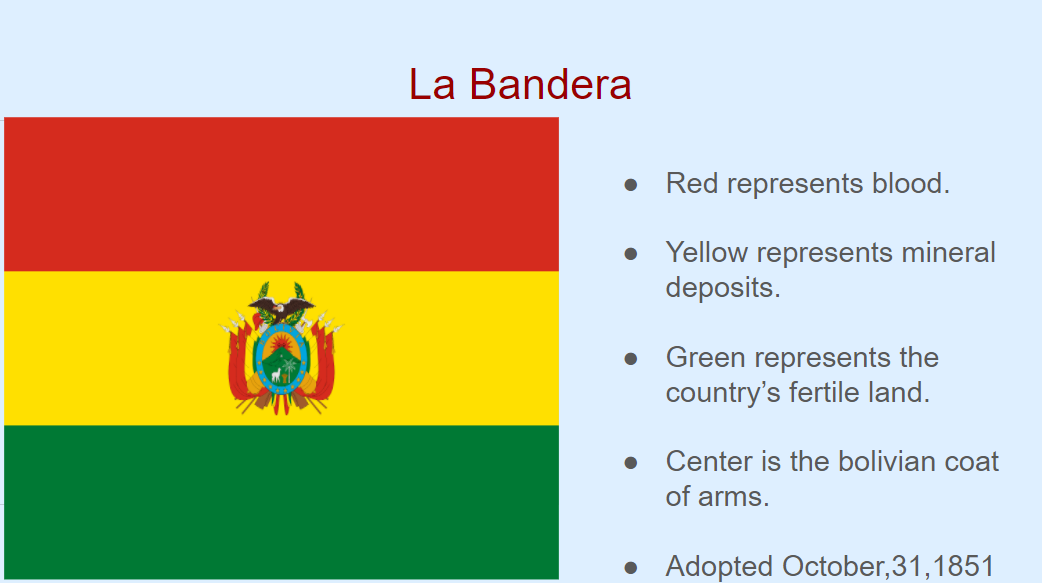 La Bandera
● Red represents blood.
● Yellow represents mineral
deposits.
● Green represents the
country’s fertile land.
● Center is the bolivian coat
of arms.
● Adopted October,31,1851